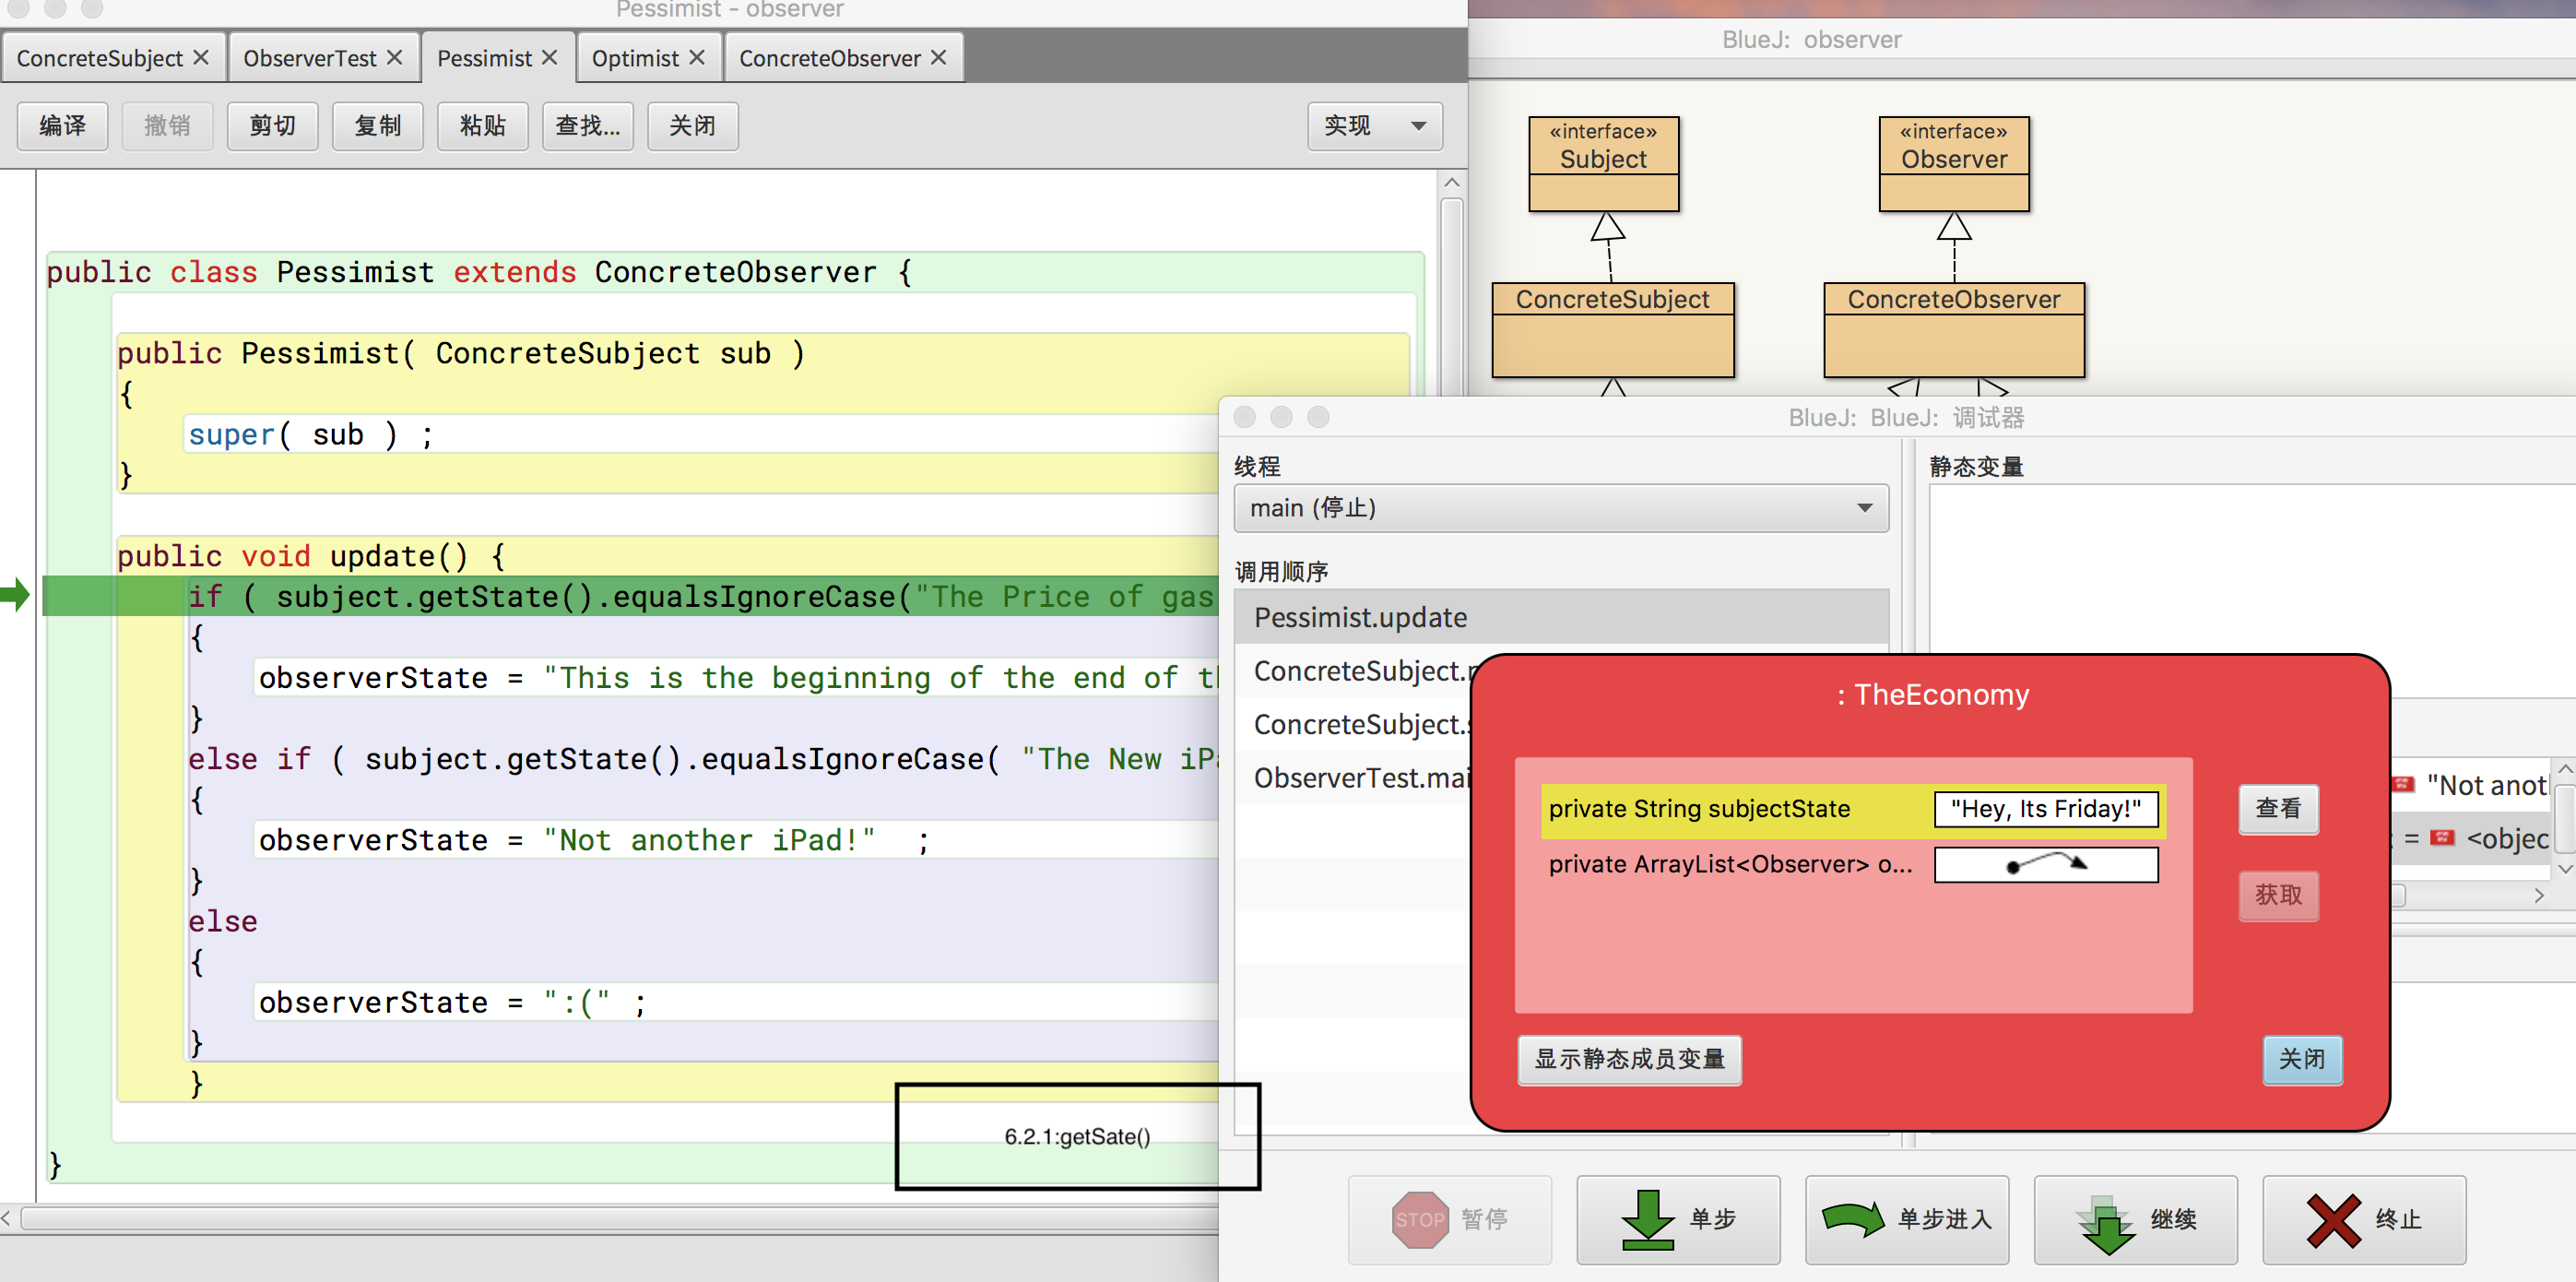 Pessimist - observer
ConcreteSubject
ObserverTest
Pessimist
Optimist
ConcreteObserver
编译
撤销
剪切
复制
粘贴
查找...
关闭
实现
public class Pessimist extends ConcreteObserver {
public Pessimist( ConcreteSubject sub )
{
super( sub ) ;
}
public void update() {
if ( subject.getState().equalsIgnoreCase("The Price of gas
{
observerState = "This is the beginning of the end of
}
else if ( subject.getState().equalsIgnoreCase( "The New
{
observerState = "Not another iPad!" ;
}
else
{
observerState = ":(" ;
}
}
}
6.2.1:getSate()
BlueJ: observer
«interface»
Subject
«interface»
Observer
ConcreteSubject
ConcreteObserver
BlueJ: BlueJ: 调试器
线程
main (停止)
调用顺序
Pessimist.update
ConcreteSubject.
ConcreteSubject.
ObserverTest.mai
静态变量
"Not anot
= <objec
: TheEconomy
private String subjectState
"Hey, Its Friday!"
private ArrayList<Observer> o...
查看
获取
显示静态成员变量
关闭
STOP 暂停
单步
单步进入
继续
终止